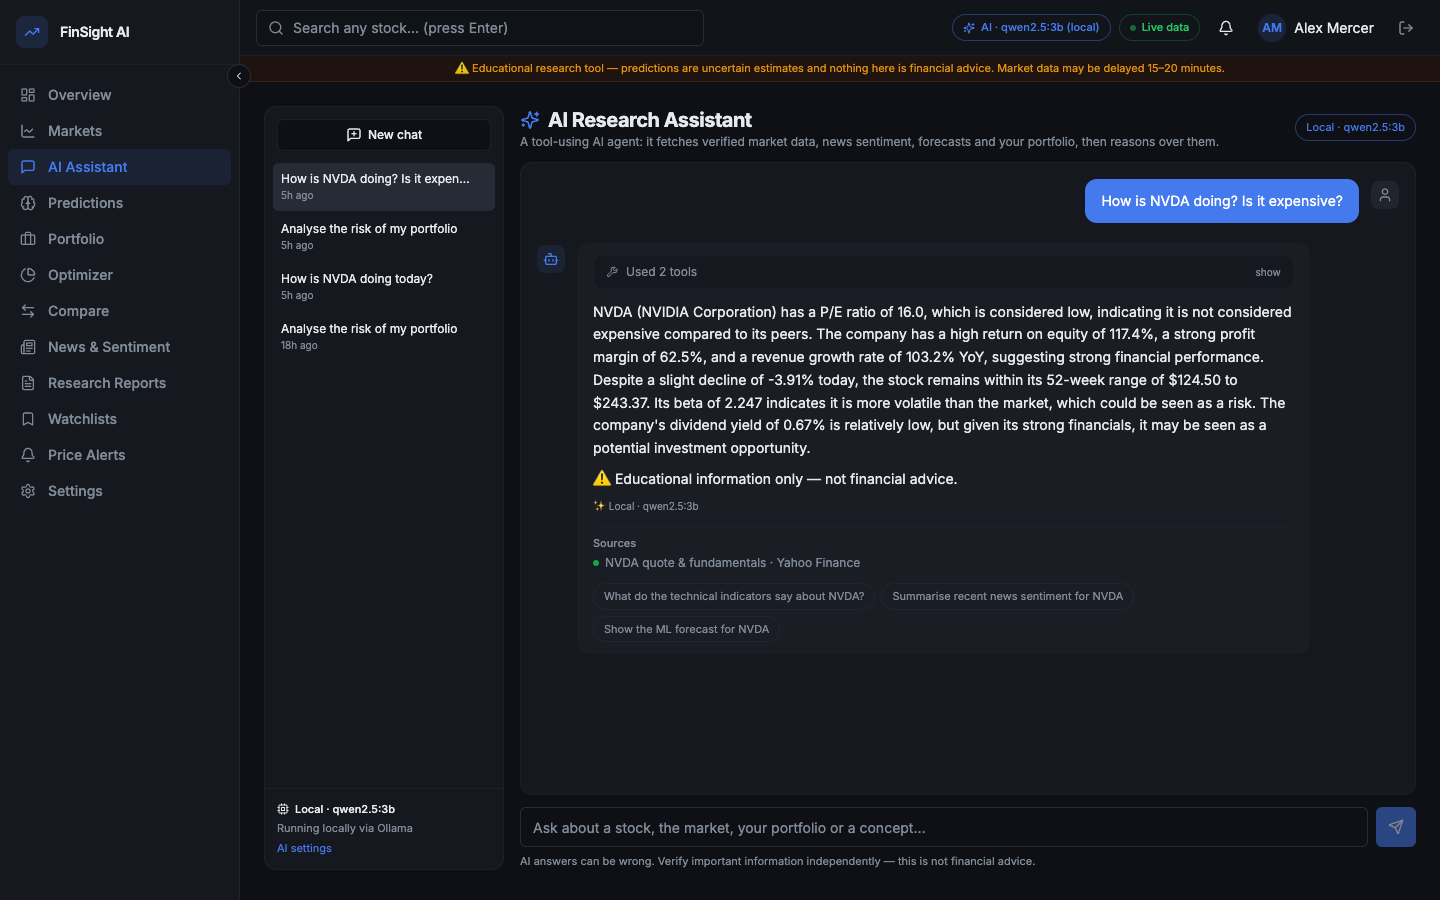 FinSight AI
Search any stock... (press Enter)
AI · qwen2.5:3b (local)
Live data
AM
Alex Mercer
⚠️ Educational research tool — predictions are uncertain estimates and nothing here is financial advice. Market data may be delayed 15–20 minutes.
Overview
Markets
AI Assistant
Predictions
Portfolio
Optimizer
Compare
News & Sentiment
Research Reports
Watchlists
Price Alerts
Settings
New chat
How is NVDA doing? Is it expen...
5h ago
Analyse the risk of my portfolio
5h ago
How is NVDA doing today?
5h ago
Analyse the risk of my portfolio
18h ago
Local · qwen2.5:3b
Running locally via Ollama
AI settings
AI Research Assistant
A tool-using AI agent: it fetches verified market data, news sentiment, forecasts and your portfolio, then reasons over them.
Local · qwen2.5:3b
How is NVDA doing? Is it expensive?
Used 2 tools
show
NVDA (NVIDIA Corporation) has a P/E ratio of 16.0, which is considered low, indicating it is not considered
expensive compared to its peers. The company has a high return on equity of 117.4%, a strong profit
margin of 62.5%, and a revenue growth rate of 103.2% YoY, suggesting strong financial performance.
Despite a slight decline of -3.91% today, the stock remains within its 52-week range of $124.50 to
$243.37. Its beta of 2.247 indicates it is more volatile than the market, which could be seen as a risk. The
company's dividend yield of 0.67% is relatively low, but given its strong financials, it may be seen as a
potential investment opportunity.
⚠️ Educational information only — not financial advice.
✨ Local · qwen2.5:3b
Sources
NVDA quote & fundamentals · Yahoo Finance
What do the technical indicators say about NVDA?
Summarise recent news sentiment for NVDA
Show the ML forecast for NVDA
Ask about a stock, the market, your portfolio or a concept...
AI answers can be wrong. Verify important information independently — this is not financial advice.